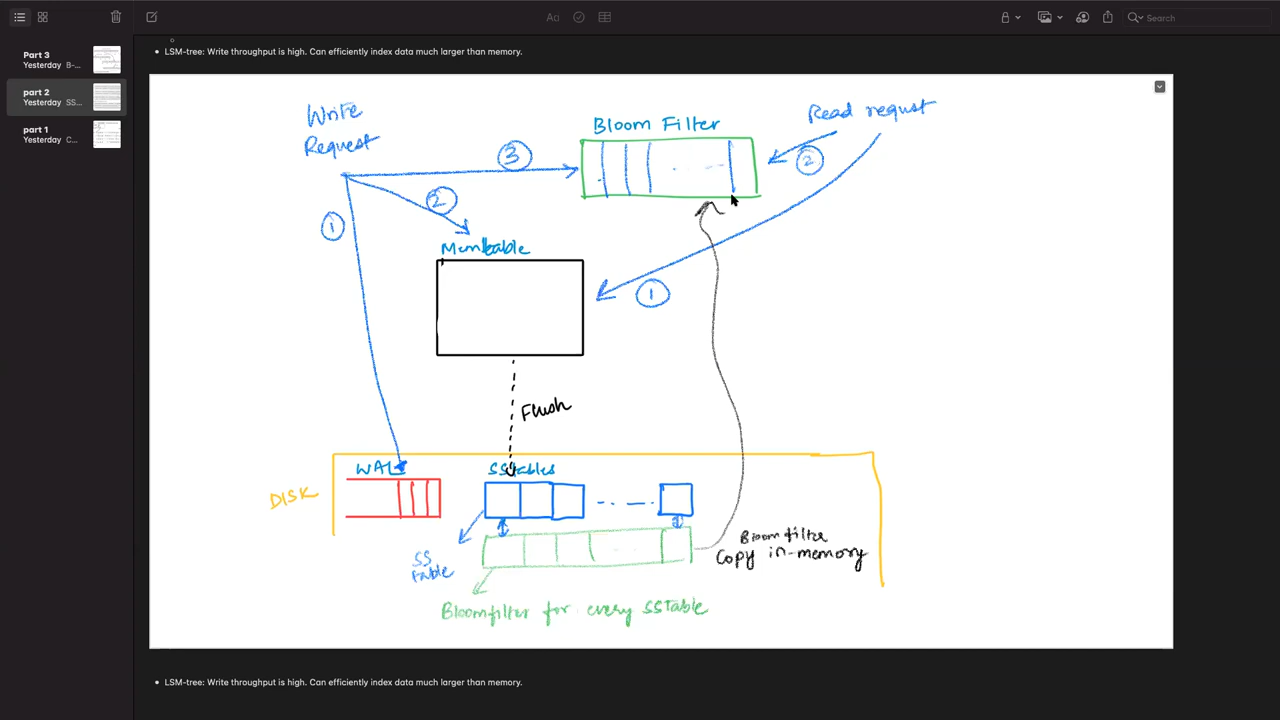 Search
Part 3
Yesterday B-...
part 2
Yesterday SS...
part 1
Yesterday C...
• LSM-tree: Write throughput is high. Can efficiently index data much larger than memory.
Write
Request
Bloom Filter
Read requst
3
2
2
1
Memtable
1
Flush
DISK
WAL
SStables
SS
table
Bloomfilter
Copy in-memory
Bloomfilter for every SSTable
• LSM-tree: Write throughput is high. Can efficiently index data much larger than memory.